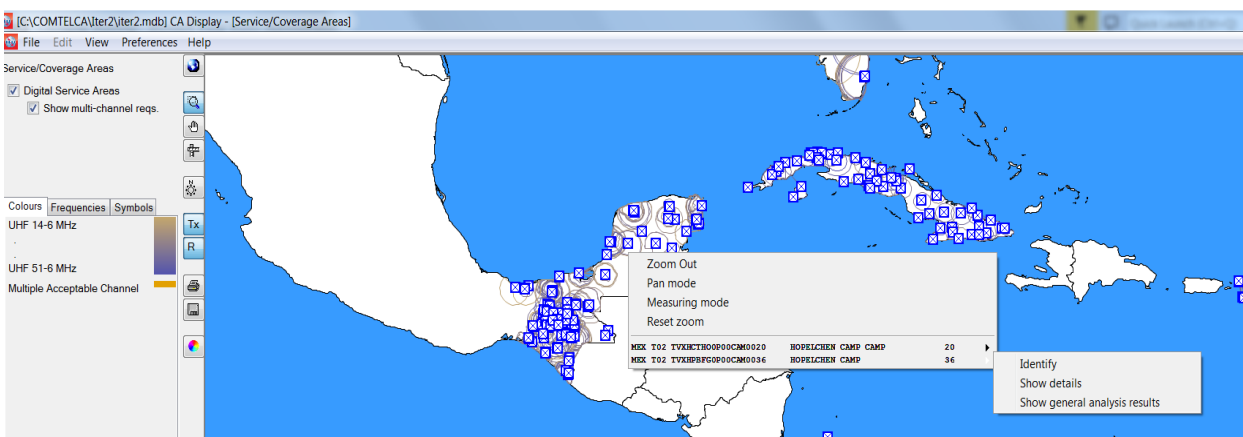 [C:\COMTELCA\Iter2\iter2.mdb] CA Display - [Service/Coverage Areas]
File Edit View Preferences Help
Service/Coverage Areas
Digital Service Areas
Show multi-channel reqs.
N
Colours Frequencies Symbols
UHF 14-6 MHz
.
.
UHF 51-6 MHz
Multiple Acceptable Channel
Tx
R
Zoom Out
Pan mode
Measuring mode
Reset zoom
MEX T02 TVXHCTHOOP00CAM0020 HOPELCHEN CAMP CAMP 20
MEX T02 TVXHPBFG0P00CAM0036 HOPELCHEN CAMP 36
Identify
Show details
Show general analysis results